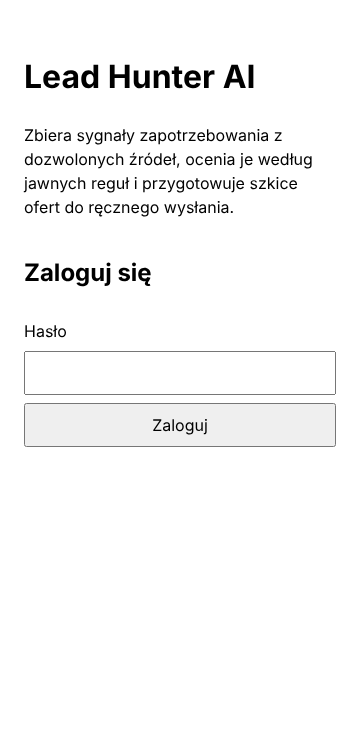 Lead Hunter AI
Zbiera sygnały zapotrzebowania z
dozwolonych źródeł, ocenia je według
jawnych reguł i przygotowuje szkice
ofert do ręcznego wysłania.
Zaloguj się
Hasło
Zaloguj